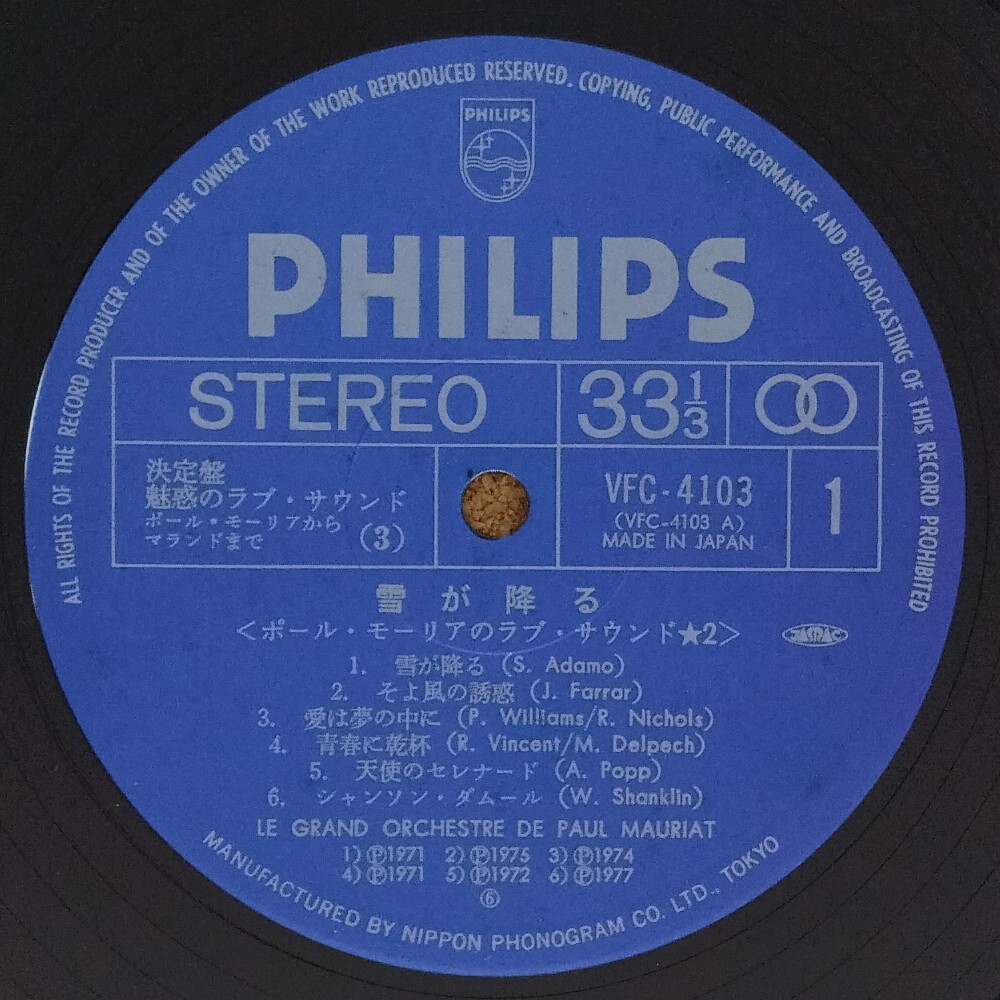 ALL RIGHTS OF THE RECORD PRODUCER AND OF THE OWNER OF THE WORK REPRODUCED RESERVED. COPYING, PUBLIC PERFORMANCE AND BROADCASTING OF THIS RECORD PROHIBITED
PHILIPS
PHILIPS
STEREO 33 1/3
決定盤
魅惑のラブ・サウンド
ポール・モーリアから
マランドまで (3)
VFC-4103
(VFC-4103 A)
MADE IN JAPAN
1
雪が降る
<ポール・モーリアのラブ・サウンド★2>
JASRAC
1. 雪が降る (S. Adamo)
2. そよ風の誘惑 (J. Farrar)
3. 愛は夢の中に (P. Williams/R. Nichols)
4. 青春に乾杯 (R. Vincent/M. Delpech)
5. 天使のセレナード (A. Popp)
6. シャンソン・ダムール (W. Shanklin)
LE GRAND ORCHESTRE DE PAUL MAURIAT
1)Ⓟ1971 2)Ⓟ1975 3)Ⓟ1974
4)Ⓟ1971 5)Ⓟ1972 6)Ⓟ1977
⑥
MANUFACTURED BY NIPPON PHONOGRAM CO. LTD., TOKYO